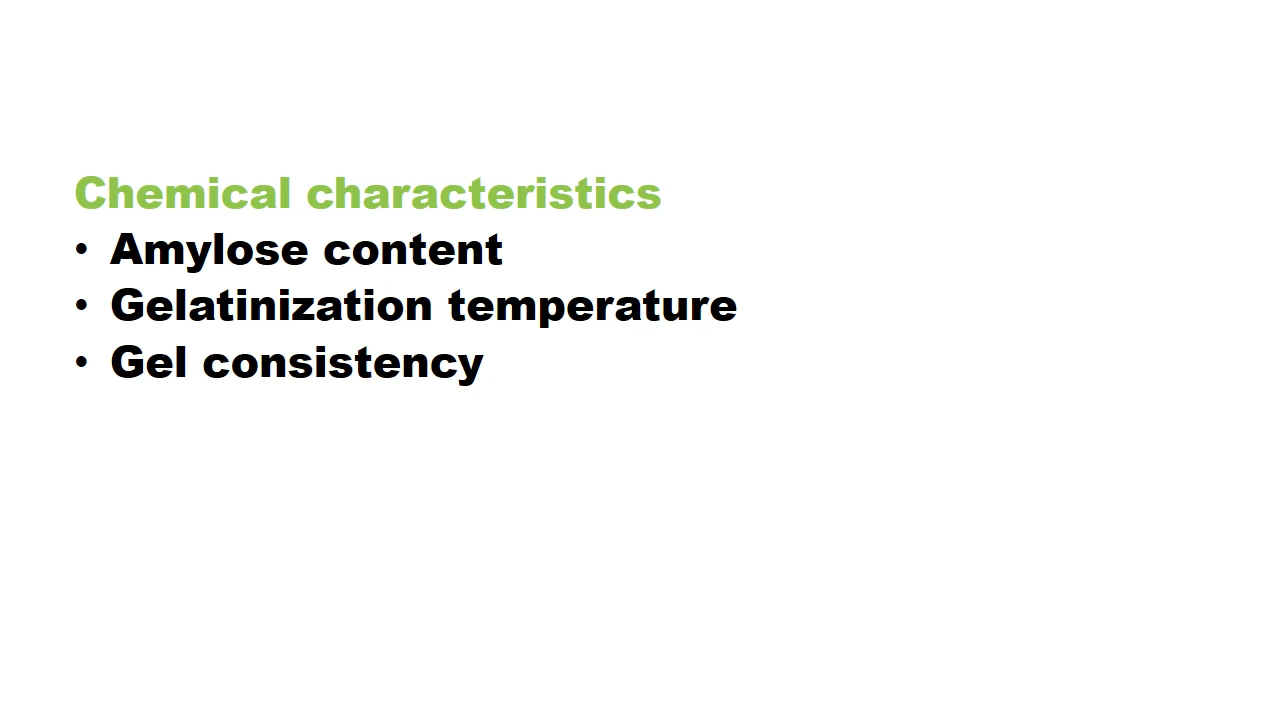 Chemical characteristics
• Amylose content
• Gelatinization temperature
• Gel consistency